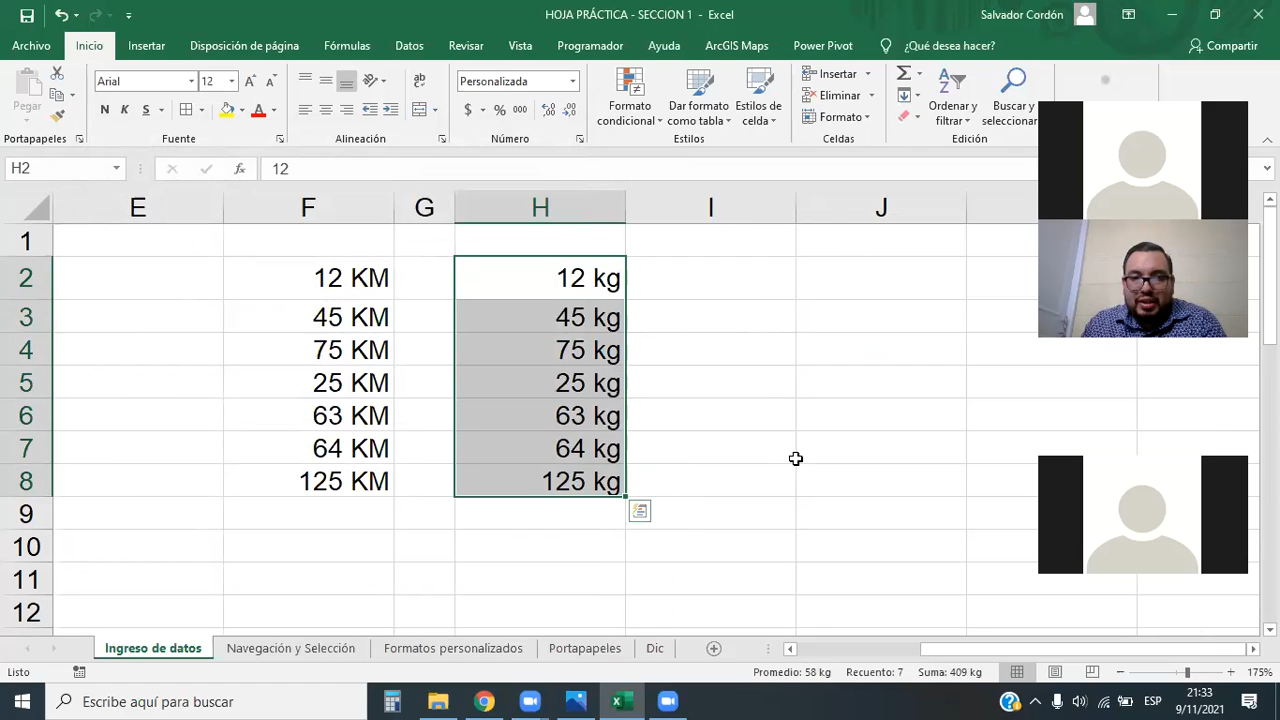 HOJA PRÁCTICA - SECCION 1 - Excel
Salvador Cordón
Archivo Inicio Insertar Disposición de página Fórmulas Datos Revisar Vista Programador Ayuda ArcGIS Maps Power Pivot ¿Qué desea hacer? Compartir
Pegar
Portapapeles
Arial 12
N K S
Fuente
ab
Alineación
Personalizada
$ % 000
Número
Formato condicional
Dar formato como tabla
Estilos de celda
Estilos
Insertar
Eliminar
Formato
Celdas
Ordenar y filtrar
Buscar y seleccionar
Edición
H2 fx 12
E F G H I J
1
2 12 KM 12 kg
3 45 KM 45 kg
4 75 KM 75 kg
5 25 KM 25 kg
6 63 KM 63 kg
7 64 KM 64 kg
8 125 KM 125 kg
9
10
11
12
Ingreso de datos Navegación y Selección Formatos personalizados Portapapeles Dic
Listo Promedio: 58 kg Recuento: 7 Suma: 409 kg 175%
Escribe aquí para buscar
ESP
21:33
9/11/2021